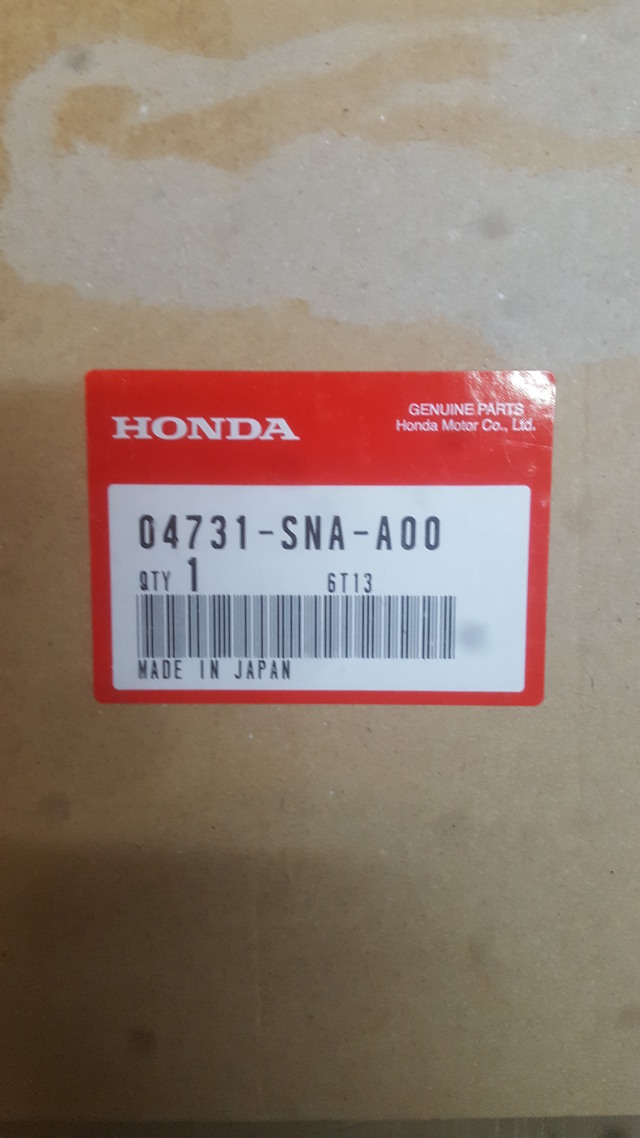 HONDA
GENUINE PARTS
Honda Motor Co., Ltd.
04731-SNA-A00
QTY 1 6T13
MADE IN JAPAN